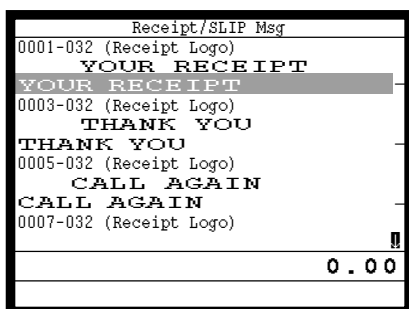 Receipt/SLIP Msg
0001-032 (Receipt Logo)
YOUR RECEIPT
YOUR RECEIPT
0003-032 (Receipt Logo)
THANK YOU
THANK YOU
0005-032 (Receipt Logo)
CALL AGAIN
CALL AGAIN
0007-032 (Receipt Logo)
0.00